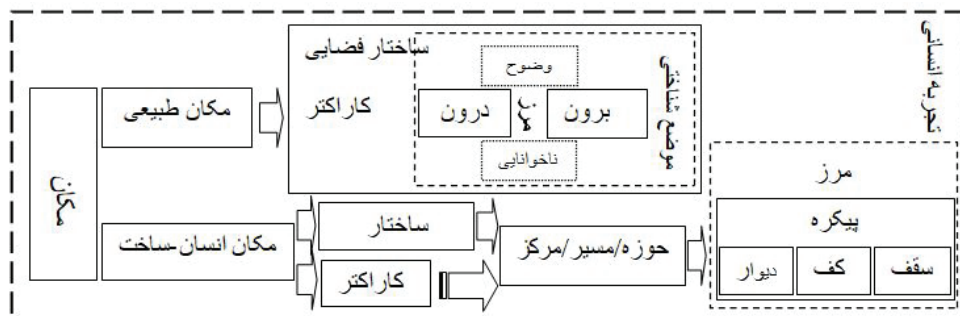 تجربه انسانی
ساختار فضایی
کاراکتر
موضع شناختی
وضوح
برون
مرز
درون
ناخوانایی
مکان
مکان طبیعی
مکان انسان-ساخت
ساختار
کاراکتر
حوزه/مسیر/مرکز
مرز
پیکره
سقف
کف
دیوار